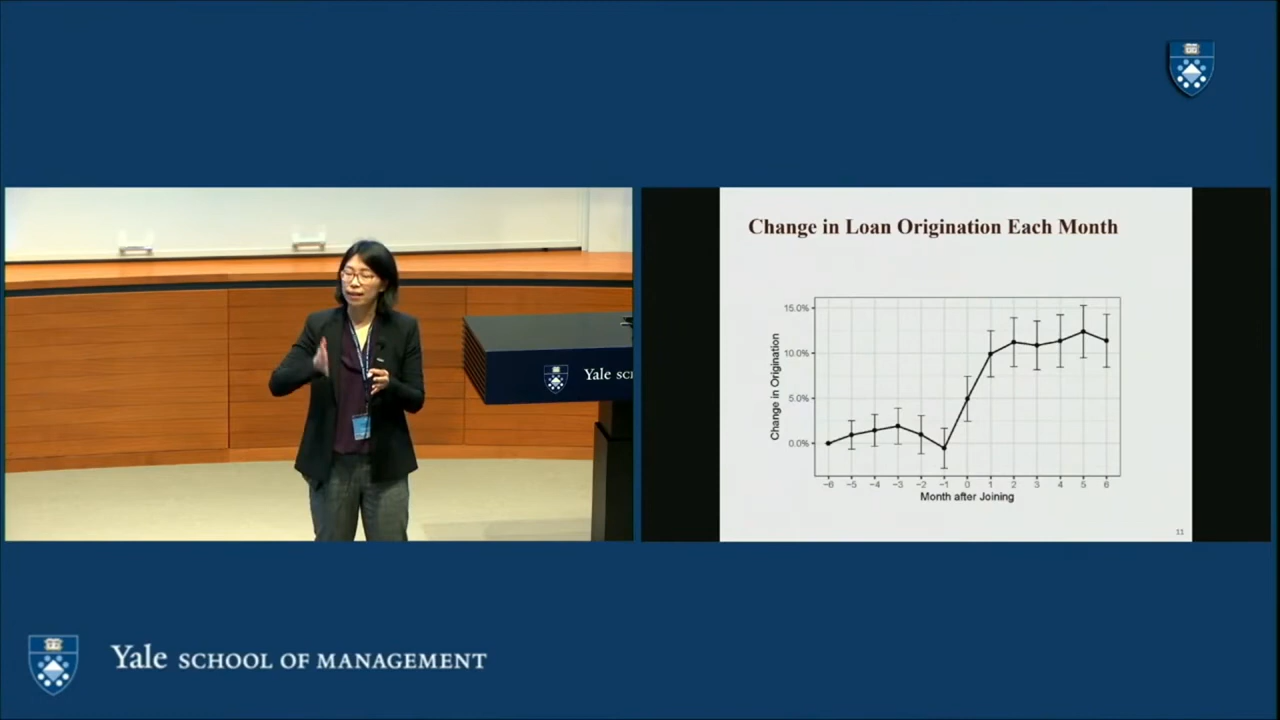 Change in Loan Origination Each Month
15.0%
10.0%
5.0%
0.0%
Change in Origination
-6 -5 -4 -3 -2 -1 0 1 2 3 4 5 6
Month after Joining
11
Yale SC
Yale SCHOOL OF MANAGEMENT